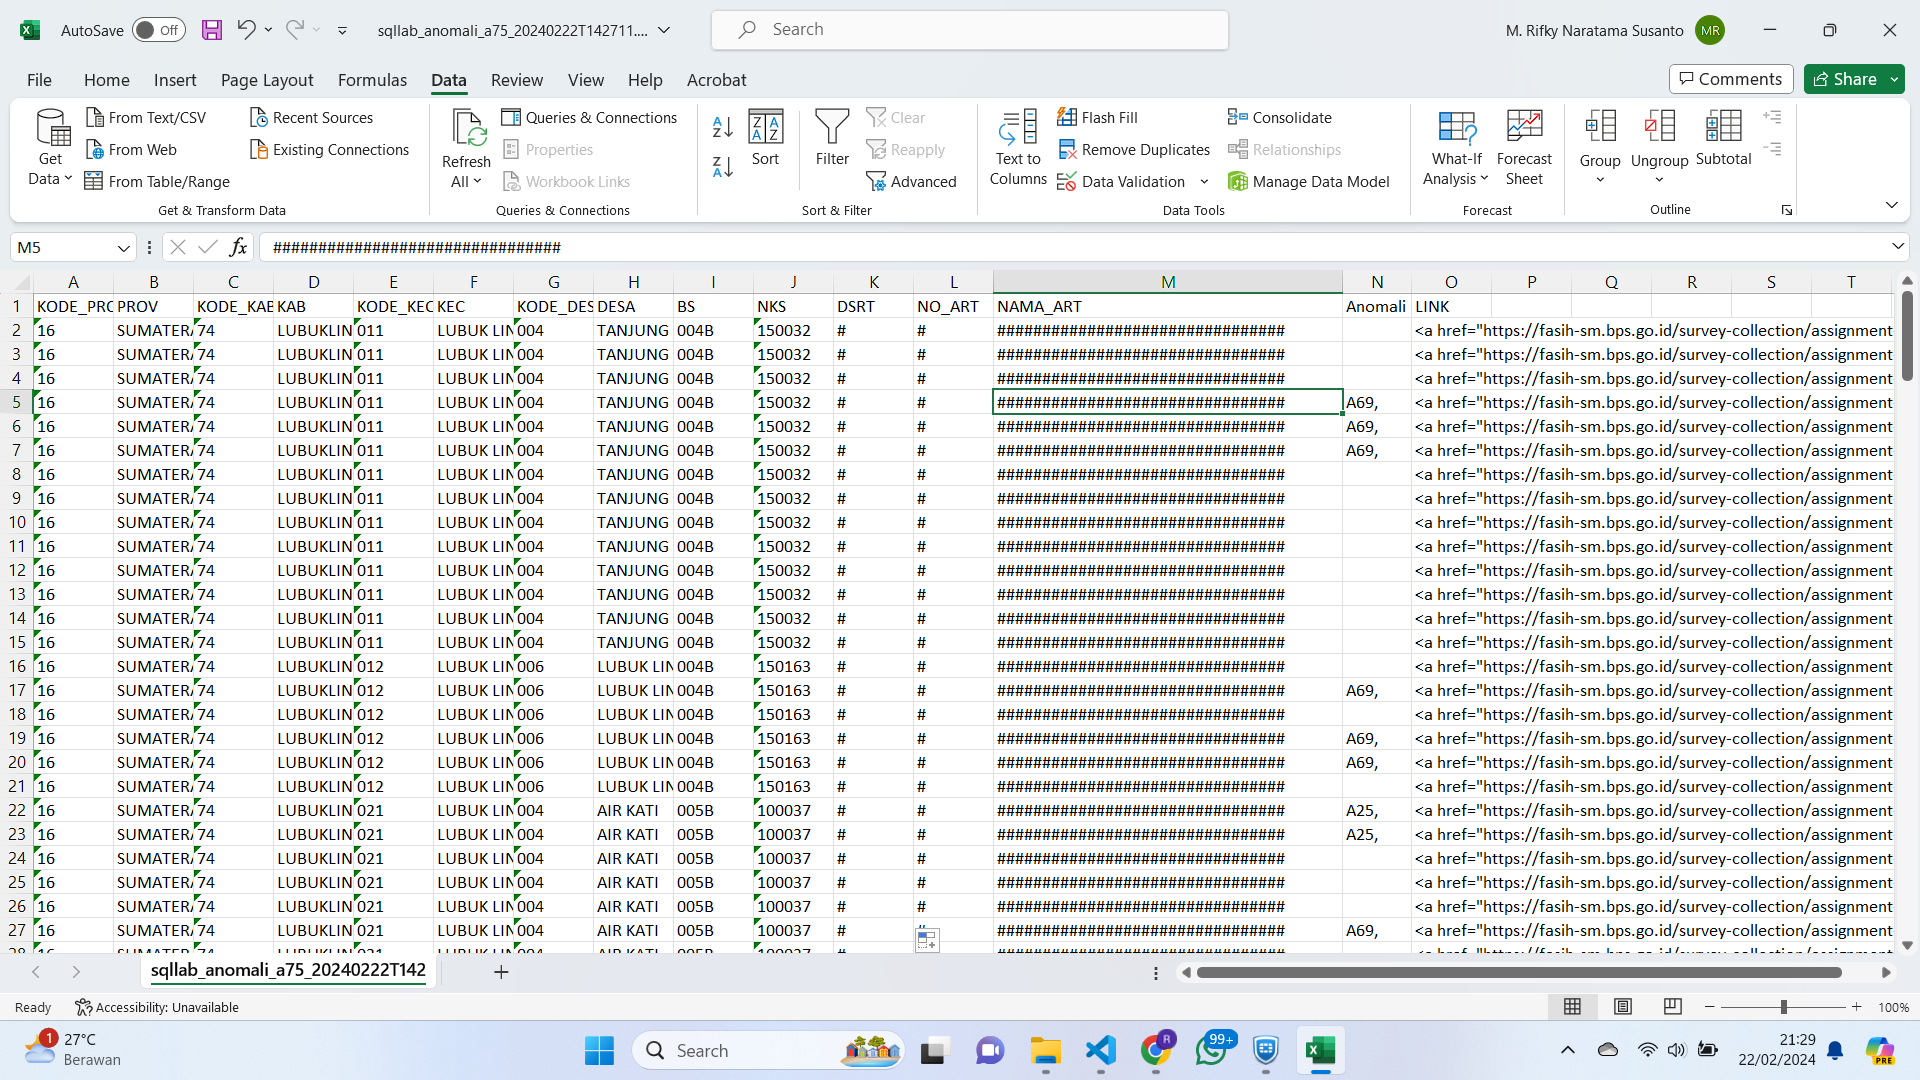 AutoSave Off sqllab_anomali_a75_20240222T142711.... Search M. Rifky Naratama Susanto MR
File Home Insert Page Layout Formulas Data Review View Help Acrobat Comments Share
Get Data From Text/CSV From Web From Table/Range Recent Sources Existing Connections
Get & Transform Data
Refresh All Queries & Connections Properties Workbook Links
Queries & Connections
Sort Filter Clear Reapply Advanced
Sort & Filter
Text to Columns Flash Fill Remove Duplicates Data Validation Consolidate Relationships Manage Data Model
Data Tools
What-If Analysis Forecast Sheet
Forecast
Group Ungroup Subtotal
Outline
M5 fx ################################
A B C D E F G H I J K L M N O P Q R S T
1 KODE_PRO PROV KODE_KAB KAB KODE_KEC KEC KODE_DES DESA BS NKS DSRT NO_ART NAMA_ART Anomali LINK
2 16 SUMATERA 74 LUBUKLIN 011 LUBUK LIN 004 TANJUNG 004B 150032 # # ################################ <a href="https://fasih-sm.bps.go.id/survey-collection/assignment
3 16 SUMATERA 74 LUBUKLIN 011 LUBUK LIN 004 TANJUNG 004B 150032 # # ################################ <a href="https://fasih-sm.bps.go.id/survey-collection/assignment
4 16 SUMATERA 74 LUBUKLIN 011 LUBUK LIN 004 TANJUNG 004B 150032 # # ################################ <a href="https://fasih-sm.bps.go.id/survey-collection/assignment
5 16 SUMATERA 74 LUBUKLIN 011 LUBUK LIN 004 TANJUNG 004B 150032 # # ################################ A69, <a href="https://fasih-sm.bps.go.id/survey-collection/assignment
6 16 SUMATERA 74 LUBUKLIN 011 LUBUK LIN 004 TANJUNG 004B 150032 # # ################################ A69, <a href="https://fasih-sm.bps.go.id/survey-collection/assignment
7 16 SUMATERA 74 LUBUKLIN 011 LUBUK LIN 004 TANJUNG 004B 150032 # # ################################ A69, <a href="https://fasih-sm.bps.go.id/survey-collection/assignment
8 16 SUMATERA 74 LUBUKLIN 011 LUBUK LIN 004 TANJUNG 004B 150032 # # ################################ <a href="https://fasih-sm.bps.go.id/survey-collection/assignment
9 16 SUMATERA 74 LUBUKLIN 011 LUBUK LIN 004 TANJUNG 004B 150032 # # ################################ <a href="https://fasih-sm.bps.go.id/survey-collection/assignment
10 16 SUMATERA 74 LUBUKLIN 011 LUBUK LIN 004 TANJUNG 004B 150032 # # ################################ <a href="https://fasih-sm.bps.go.id/survey-collection/assignment
11 16 SUMATERA 74 LUBUKLIN 011 LUBUK LIN 004 TANJUNG 004B 150032 # # ################################ <a href="https://fasih-sm.bps.go.id/survey-collection/assignment
12 16 SUMATERA 74 LUBUKLIN 011 LUBUK LIN 004 TANJUNG 004B 150032 # # ################################ <a href="https://fasih-sm.bps.go.id/survey-collection/assignment
13 16 SUMATERA 74 LUBUKLIN 011 LUBUK LIN 004 TANJUNG 004B 150032 # # ################################ <a href="https://fasih-sm.bps.go.id/survey-collection/assignment
14 16 SUMATERA 74 LUBUKLIN 011 LUBUK LIN 004 TANJUNG 004B 150032 # # ################################ <a href="https://fasih-sm.bps.go.id/survey-collection/assignment
15 16 SUMATERA 74 LUBUKLIN 011 LUBUK LIN 004 TANJUNG 004B 150032 # # ################################ <a href="https://fasih-sm.bps.go.id/survey-collection/assignment
16 16 SUMATERA 74 LUBUKLIN 012 LUBUK LIN 006 LUBUK LIN 004B 150163 # # ################################ <a href="https://fasih-sm.bps.go.id/survey-collection/assignment
17 16 SUMATERA 74 LUBUKLIN 012 LUBUK LIN 006 LUBUK LIN 004B 150163 # # ################################ A69, <a href="https://fasih-sm.bps.go.id/survey-collection/assignment
18 16 SUMATERA 74 LUBUKLIN 012 LUBUK LIN 006 LUBUK LIN 004B 150163 # # ################################ <a href="https://fasih-sm.bps.go.id/survey-collection/assignment
19 16 SUMATERA 74 LUBUKLIN 012 LUBUK LIN 006 LUBUK LIN 004B 150163 # # ################################ A69, <a href="https://fasih-sm.bps.go.id/survey-collection/assignment
20 16 SUMATERA 74 LUBUKLIN 012 LUBUK LIN 006 LUBUK LIN 004B 150163 # # ################################ A69, <a href="https://fasih-sm.bps.go.id/survey-collection/assignment
21 16 SUMATERA 74 LUBUKLIN 012 LUBUK LIN 006 LUBUK LIN 004B 150163 # # ################################ <a href="https://fasih-sm.bps.go.id/survey-collection/assignment
22 16 SUMATERA 74 LUBUKLIN 021 LUBUK LIN 004 AIR KATI 005B 100037 # # ################################ A25, <a href="https://fasih-sm.bps.go.id/survey-collection/assignment
23 16 SUMATERA 74 LUBUKLIN 021 LUBUK LIN 004 AIR KATI 005B 100037 # # ################################ A25, <a href="https://fasih-sm.bps.go.id/survey-collection/assignment
24 16 SUMATERA 74 LUBUKLIN 021 LUBUK LIN 004 AIR KATI 005B 100037 # # ################################ <a href="https://fasih-sm.bps.go.id/survey-collection/assignment
25 16 SUMATERA 74 LUBUKLIN 021 LUBUK LIN 004 AIR KATI 005B 100037 # # ################################ <a href="https://fasih-sm.bps.go.id/survey-collection/assignment
26 16 SUMATERA 74 LUBUKLIN 021 LUBUK LIN 004 AIR KATI 005B 100037 # # ################################ <a href="https://fasih-sm.bps.go.id/survey-collection/assignment
27 16 SUMATERA 74 LUBUKLIN 021 LUBUK LIN 004 AIR KATI 005B 100037 # # ################################ A69, <a href="https://fasih-sm.bps.go.id/survey-collection/assignment
sqllab_anomali_a75_20240222T142
Ready Accessibility: Unavailable 100%
1 27°C Berawan Search R 99+ PRE 21:29
22/02/2024